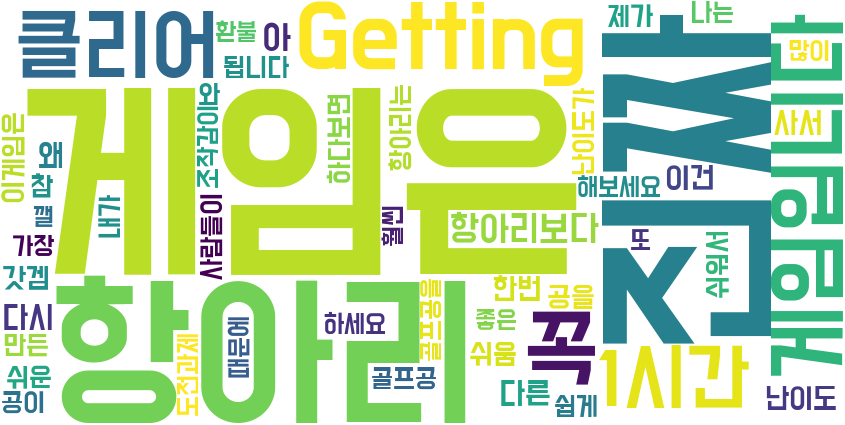 클리어
환불
아
Getting
제가
나는
많이
됩니다
게임은
진짜
게임입니다
이게임은
왜
참
깰
내가
조작감이와
하다보면
항아리는
난이도가
사서
가장
사람들이
훨씬
항아리보다
해보세요
이건
또
쉬워서
갓겜
다시
만든
쉬운
공이
항아리
도전과제
때문에
하세요
골프공을
골프공
한번
공을
좋은
쉬움
꼭
다른
쉽게
1시간
난이도